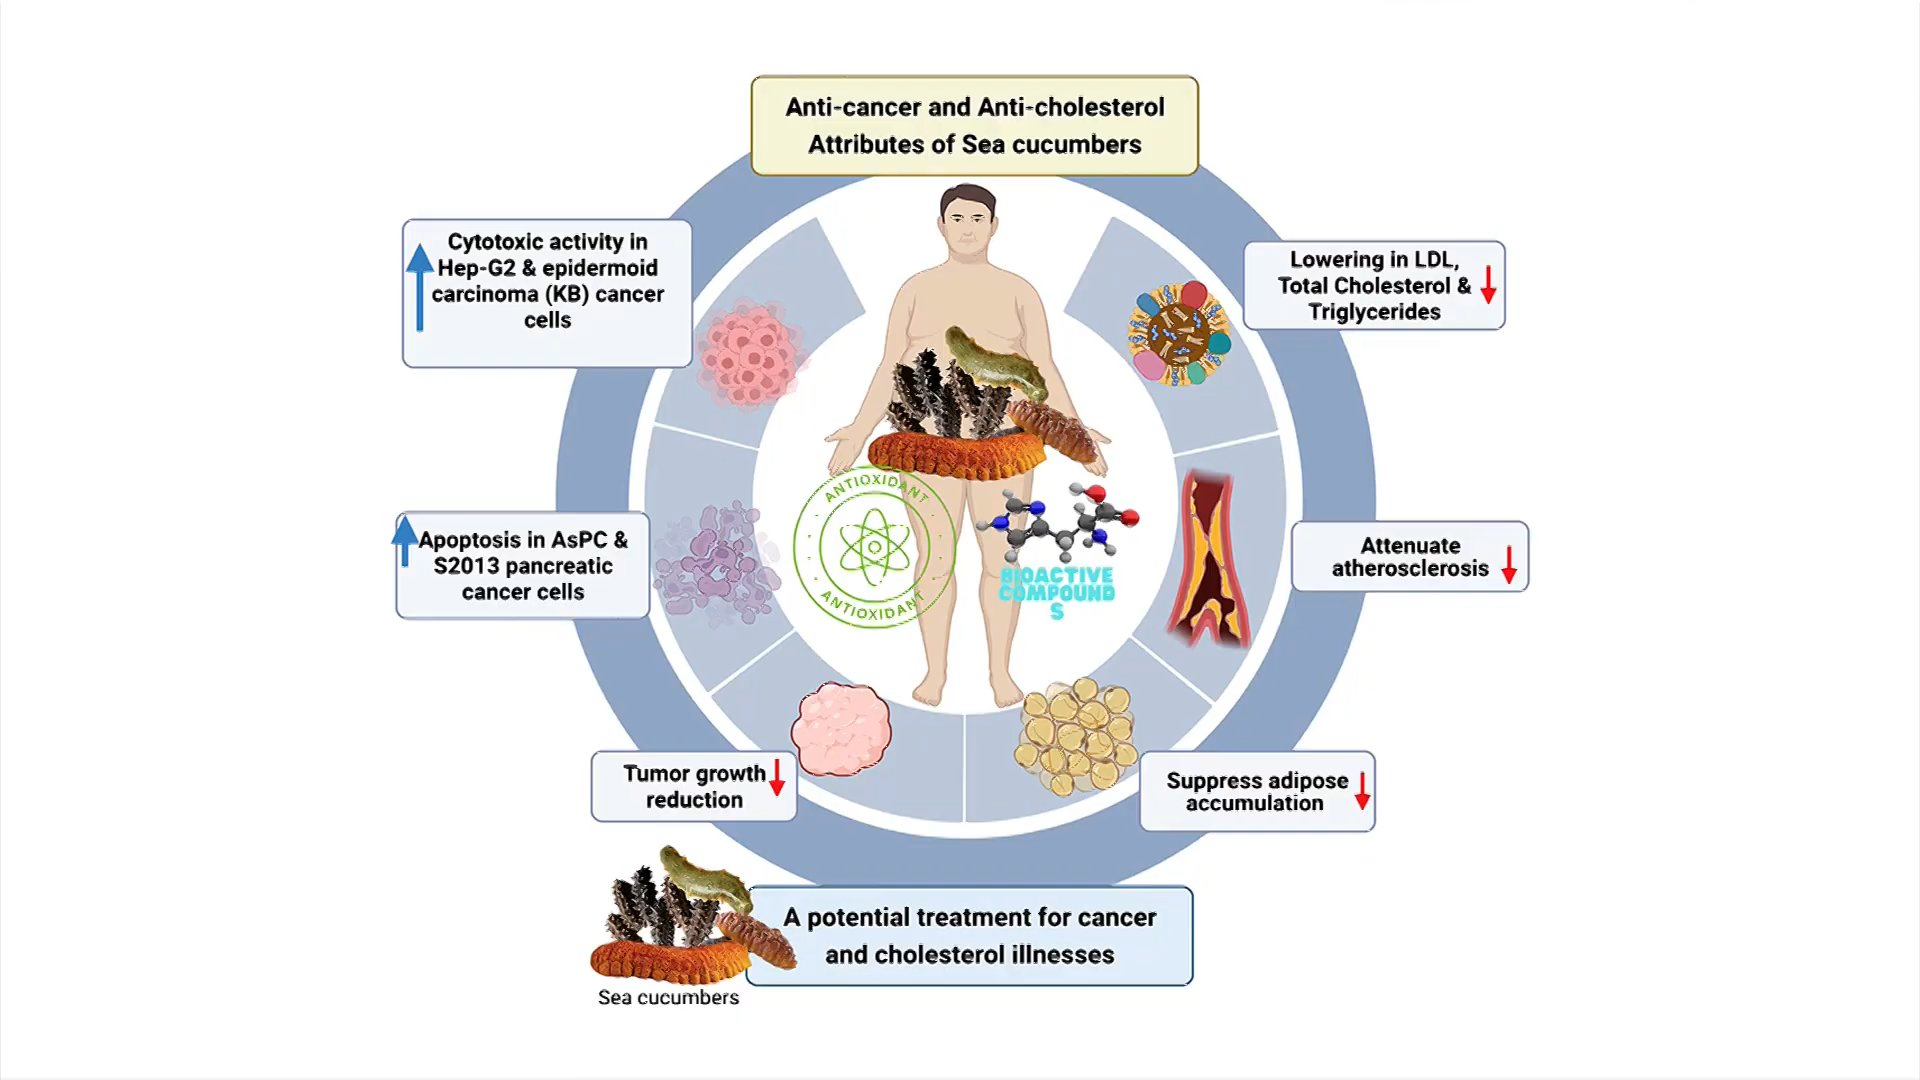 Anti-cancer and Anti-cholesterol
Attributes of Sea cucumbers
Cytotoxic activity in
Hep-G2 & epidermoid
carcinoma (KB) cancer
cells
Lowering in LDL,
Total Cholesterol &
Triglycerides
Apoptosis in AsPC &
S2013 pancreatic
cancer cells
ANTIOXIDANT
ANTIOXIDANT
BIOACTIVE
COMPOUND
S
Attenuate
atherosclerosis
Tumor growth
reduction
Suppress adipose
accumulation
A potential treatment for cancer
and cholesterol illnesses
Sea cucumbers